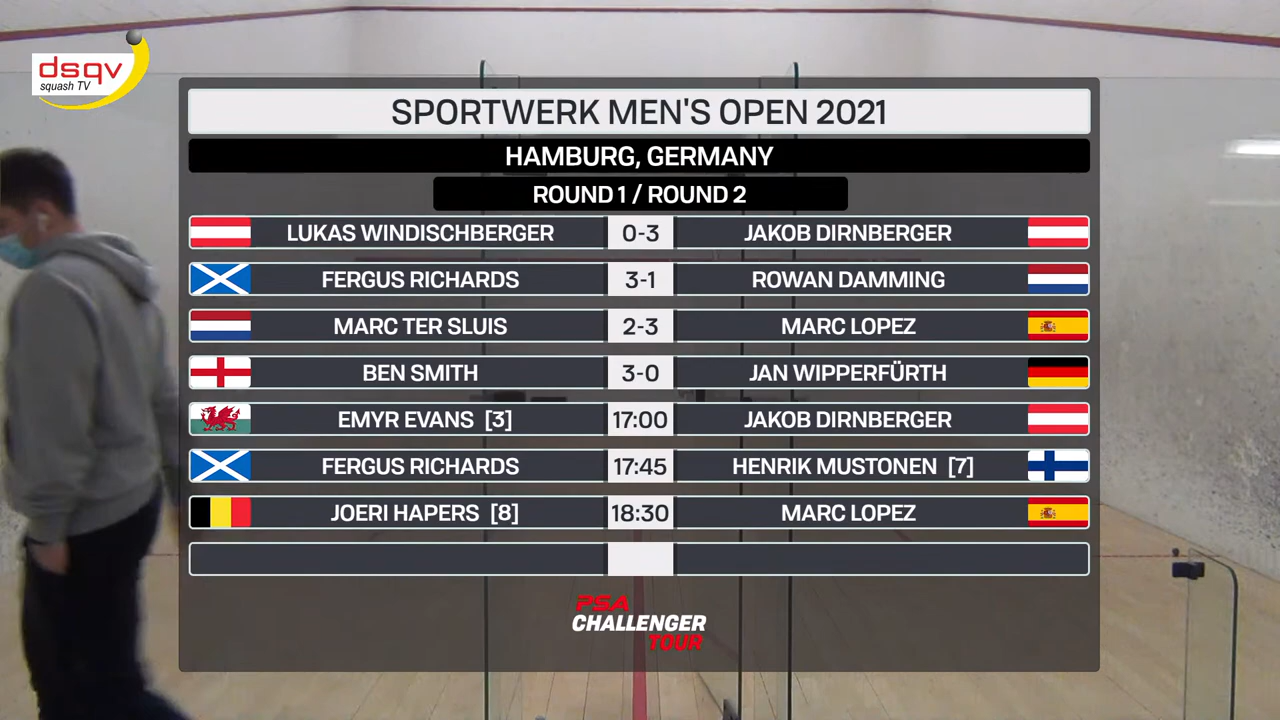 dsqv
squash TV
SPORTWERK MEN'S OPEN 2021
HAMBURG, GERMANY
ROUND 1 / ROUND 2
LUKAS WINDISCHBERGER 0-3 JAKOB DIRNBERGER
FERGUS RICHARDS 3-1 ROWAN DAMMING
MARC TER SLUIS 2-3 MARC LOPEZ
BEN SMITH 3-0 JAN WIPPERFÜRTH
EMYR EVANS [3] 17:00 JAKOB DIRNBERGER
FERGUS RICHARDS 17:45 HENRIK MUSTONEN [7]
JOERI HAPERS [8] 18:30 MARC LOPEZ
PSA
CHALLENGER
TOUR